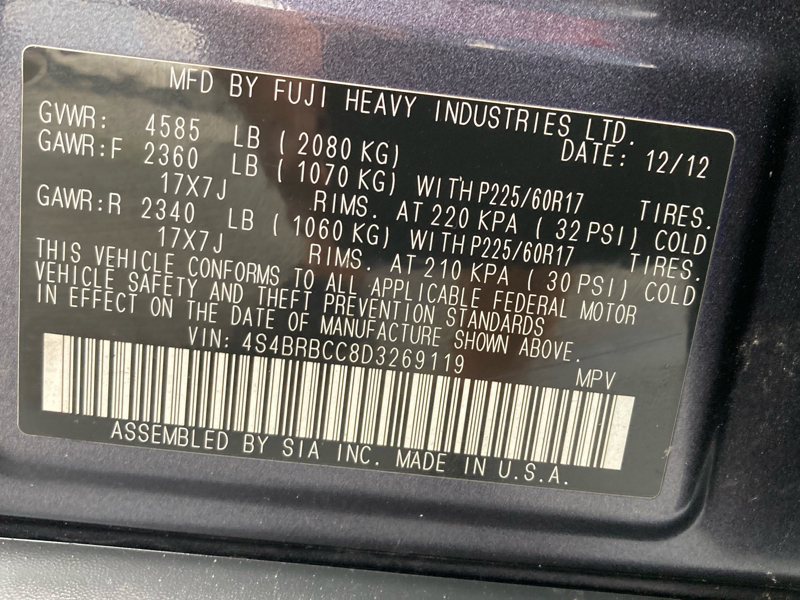 MFD BY FUJI HEAVY INDUSTRIES LTD.
GVWR: 4585 LB (2080 KG) DATE: 12/12
GAWR:F 2360 LB (1070 KG) WITH P225/60R17 TIRES.
17X7J RIMS. AT 220 KPA (32 PSI) COLD
GAWR:R 2340 LB (1060 KG) WITH P225/60R17 TIRES.
17X7J RIMS. AT 210 KPA (30 PSI) COLD
THIS VEHICLE CONFORMS TO ALL APPLICABLE FEDERAL MOTOR
VEHICLE SAFETY AND THEFT PREVENTION STANDARDS
IN EFFECT ON THE DATE OF MANUFACTURE SHOWN ABOVE.
VIN: 4S4BRBCC8D3269119 MPV
ASSEMBLED BY SIA INC. MADE IN U.S.A.